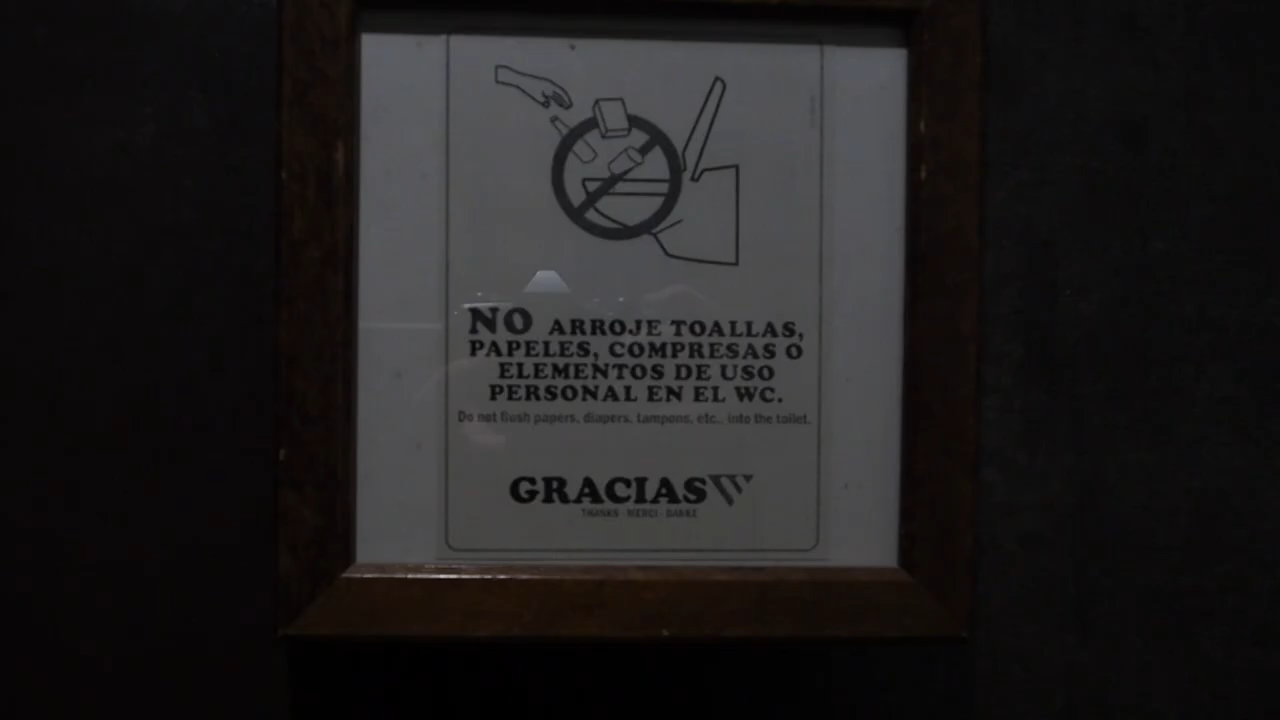 NO ARROJE TOALLAS,
PAPELES, COMPRESAS O
ELEMENTOS DE USO
PERSONAL EN EL WC.
Do not flush papers, diapers, tampons, etc., into the toilet.
GRACIAS
THANKS - MERCI - DANKE